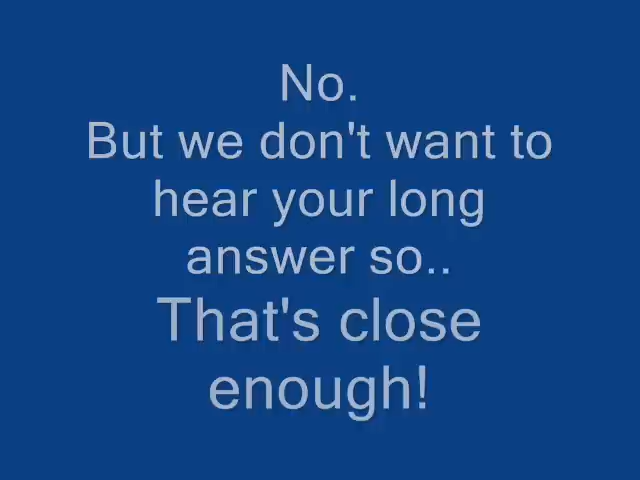 No.
But we don't want to
hear your long
answer so..
That's close
enough!